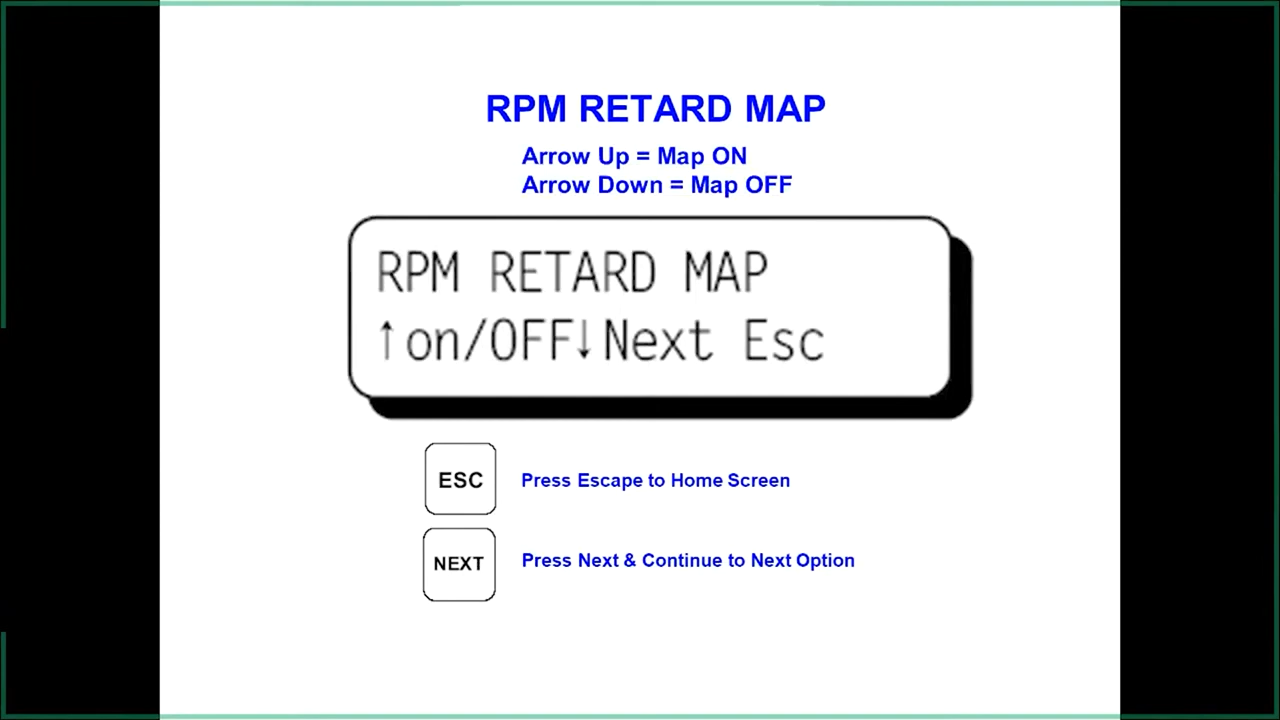 RPM RETARD MAP
Arrow Up = Map ON
Arrow Down = Map OFF
RPM RETARD MAP
↑on/OFF↓Next Esc
ESC Press Escape to Home Screen
NEXT Press Next & Continue to Next Option